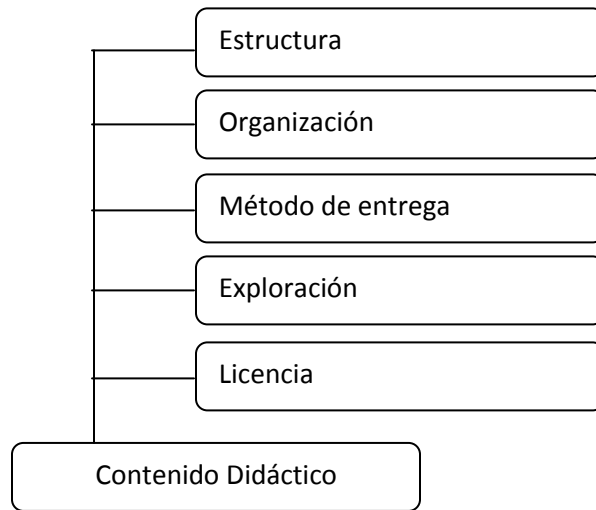 Estructura
Organización
Método de entrega
Exploración
Licencia
Contenido Didáctico